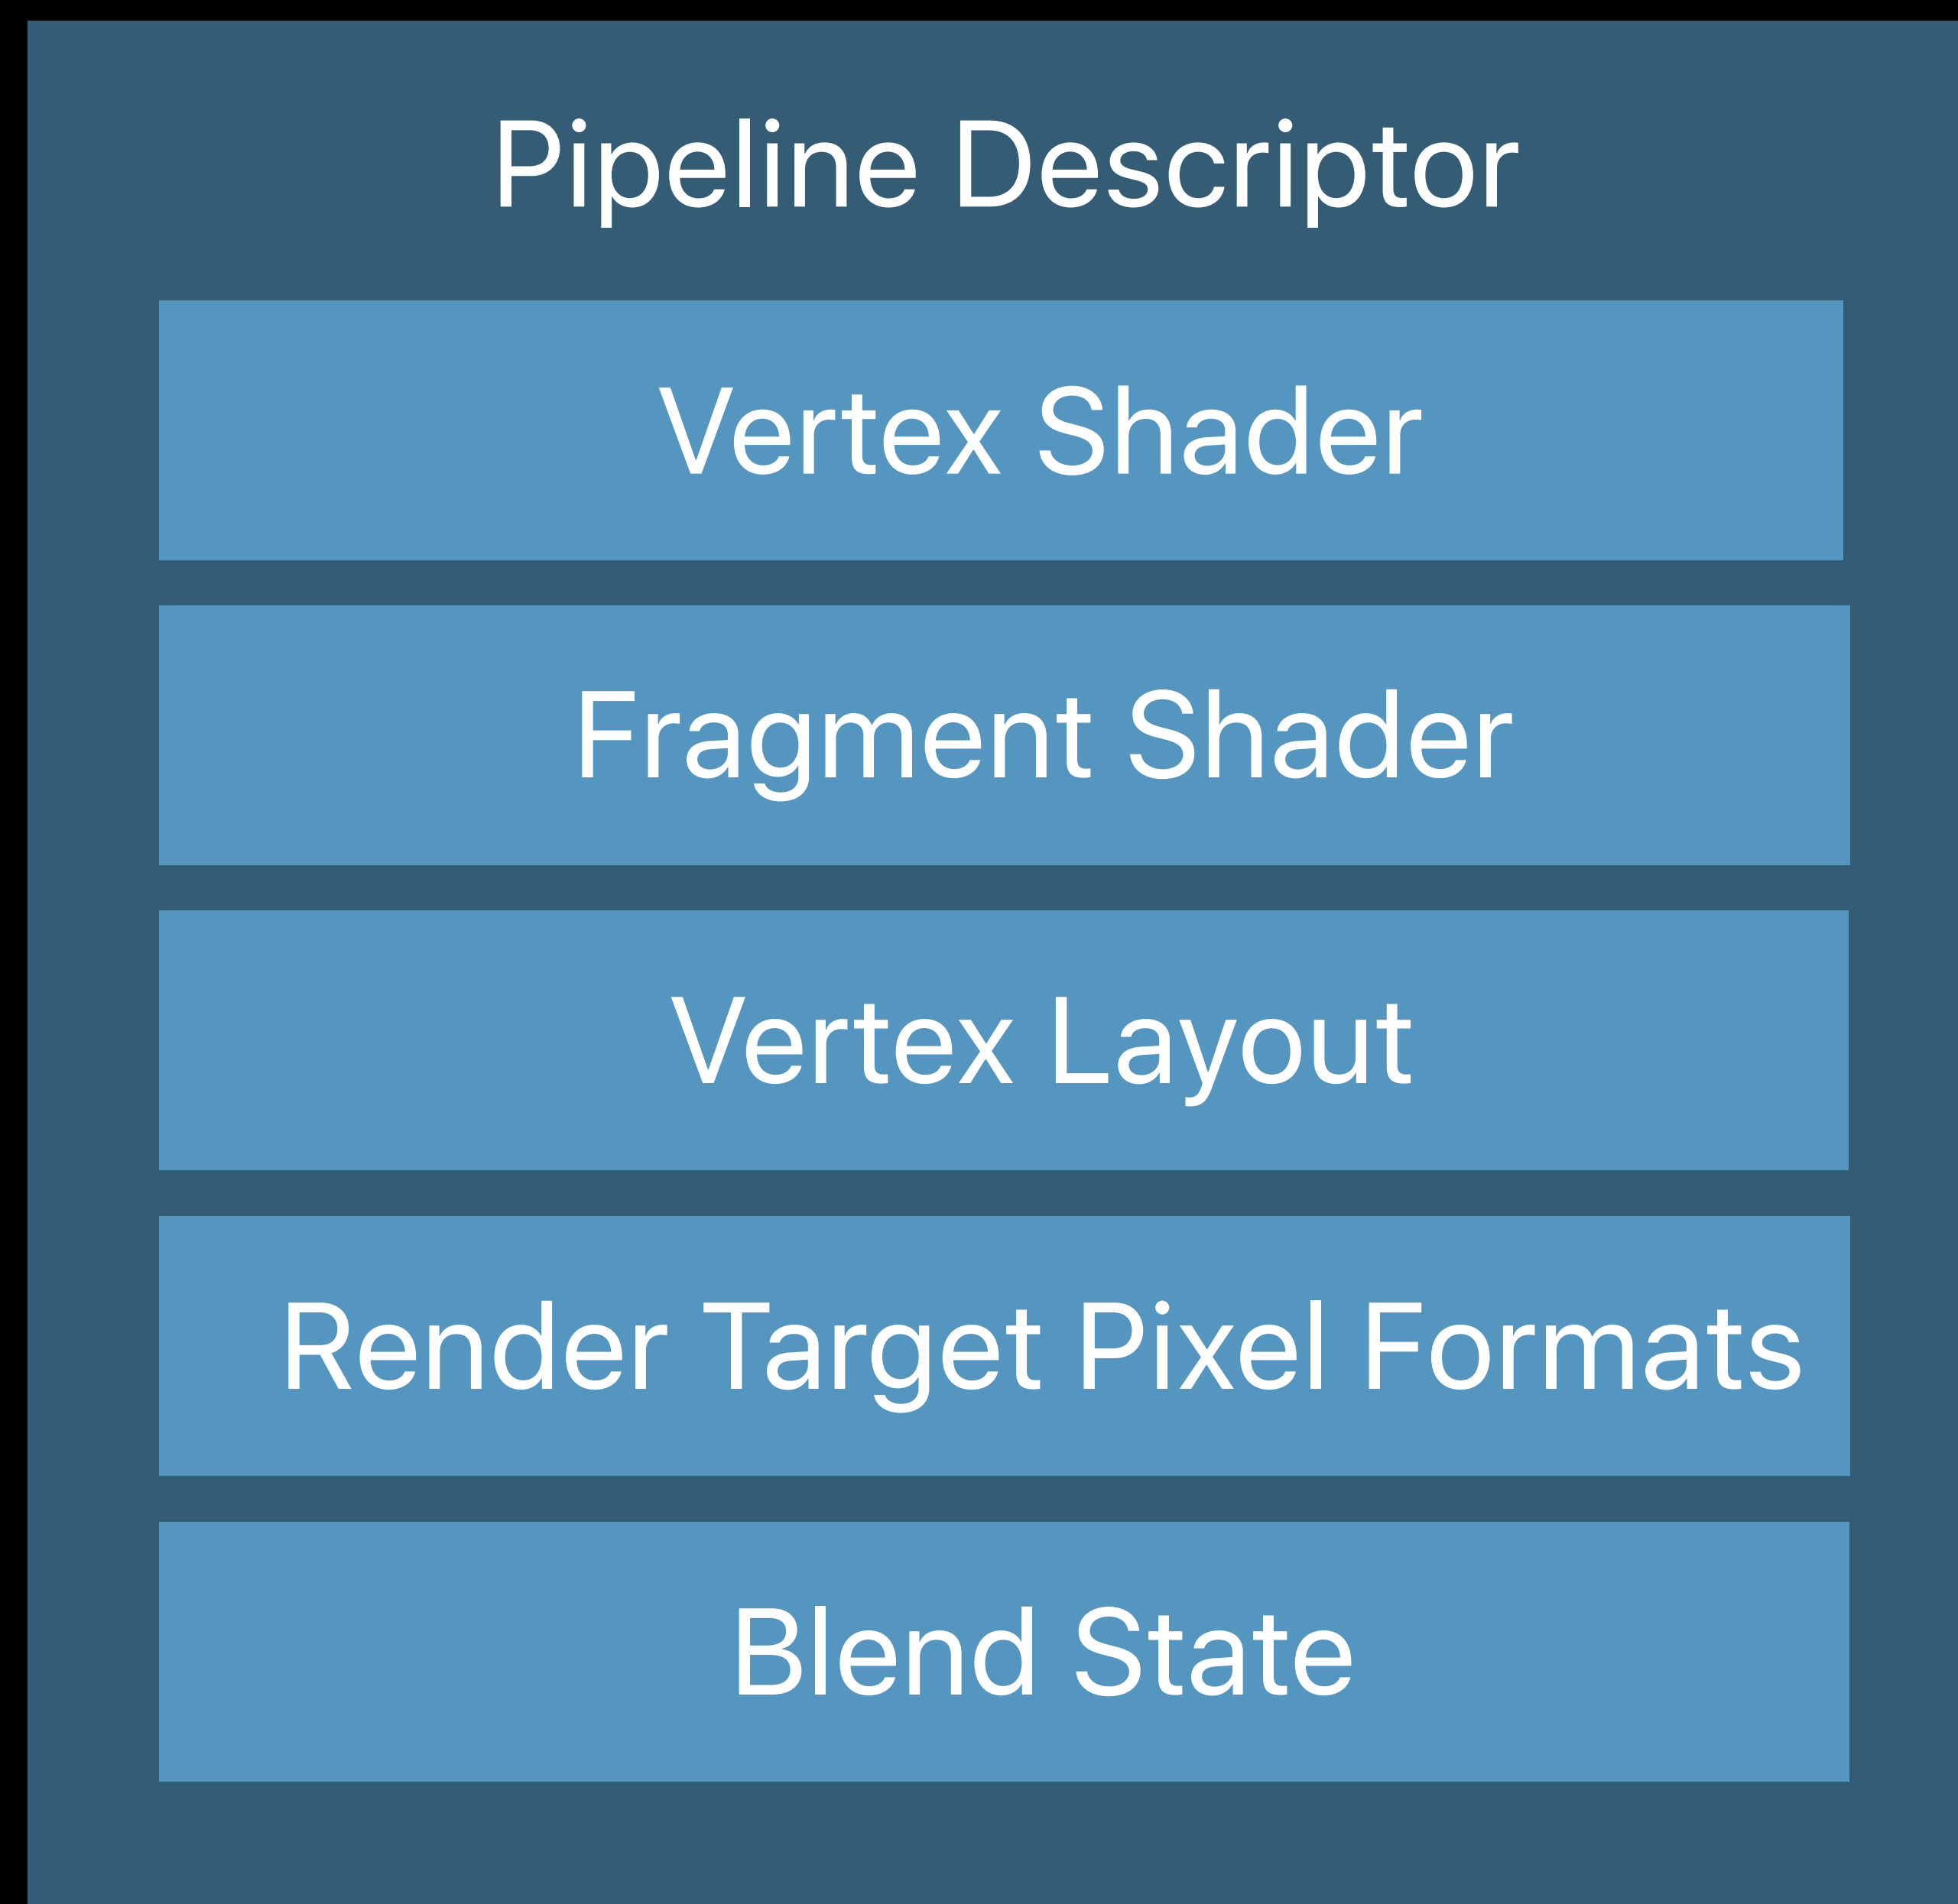 Pipeline Descriptor
Vertex Shader
Fragment Shader
Vertex Layout
Render Target Pixel Formats
Blend State